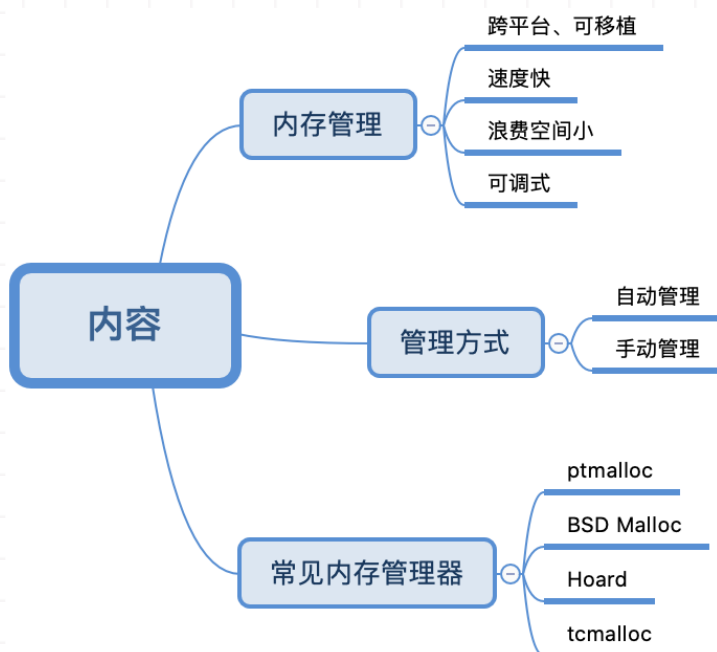 内容
内存管理
跨平台、可移植
速度快
浪费空间小
可调式
管理方式
自动管理
手动管理
常见内存管理器
ptmalloc
BSD Malloc
Hoard
tcmalloc